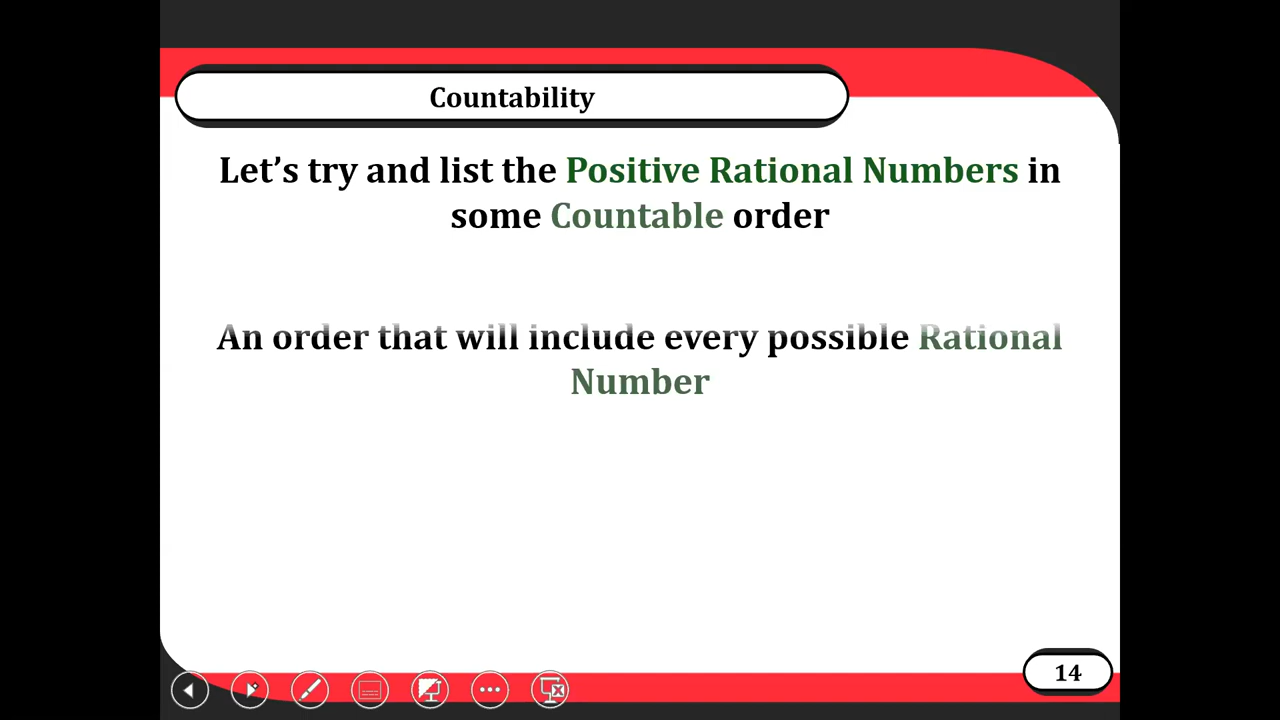 Countability
Let’s try and list the Positive Rational Numbers in
some Countable order
An order that will include every possible Rational
Number
14